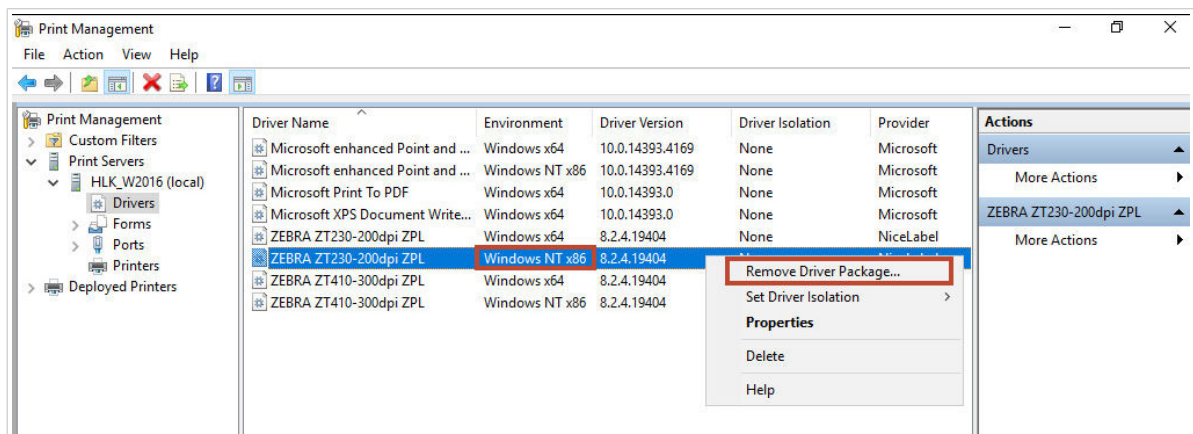 Print Management
File Action View Help
Print Management
Custom Filters
Print Servers
HLK_W2016 (local)
Drivers
Forms
Ports
Printers
Deployed Printers
Driver Name Environment Driver Version Driver Isolation Provider
Microsoft enhanced Point and ... Windows x64 10.0.14393.4169 None Microsoft
Microsoft enhanced Point and ... Windows NT x86 10.0.14393.4169 None Microsoft
Microsoft Print To PDF Windows x64 10.0.14393.0 None Microsoft
Microsoft XPS Document Write... Windows x64 10.0.14393.0 None Microsoft
ZEBRA ZT230-200dpi ZPL Windows x64 8.2.4.19404 None NiceLabel
ZEBRA ZT230-200dpi ZPL Windows NT x86 8.2.4.19404
ZEBRA ZT410-300dpi ZPL Windows x64 8.2.4.19404
ZEBRA ZT410-300dpi ZPL Windows NT x86 8.2.4.19404
Remove Driver Package...
Set Driver Isolation
Properties
Delete
Help
Actions
Drivers
More Actions
ZEBRA ZT230-200dpi ZPL
More Actions